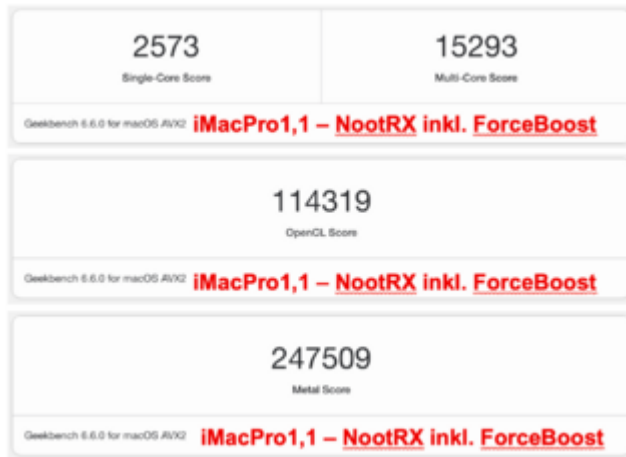 2573 15293
Single-Core Score Multi-Core Score
Geekbench 6.6.0 for macOS AVX2 iMacPro1,1 – NootRX inkl. ForceBoost
114319
OpenCL Score
Geekbench 6.6.0 for macOS AVX2 iMacPro1,1 – NootRX inkl. ForceBoost
247509
Metal Score
Geekbench 6.6.0 for macOS AVX2 iMacPro1,1 – NootRX inkl. ForceBoost